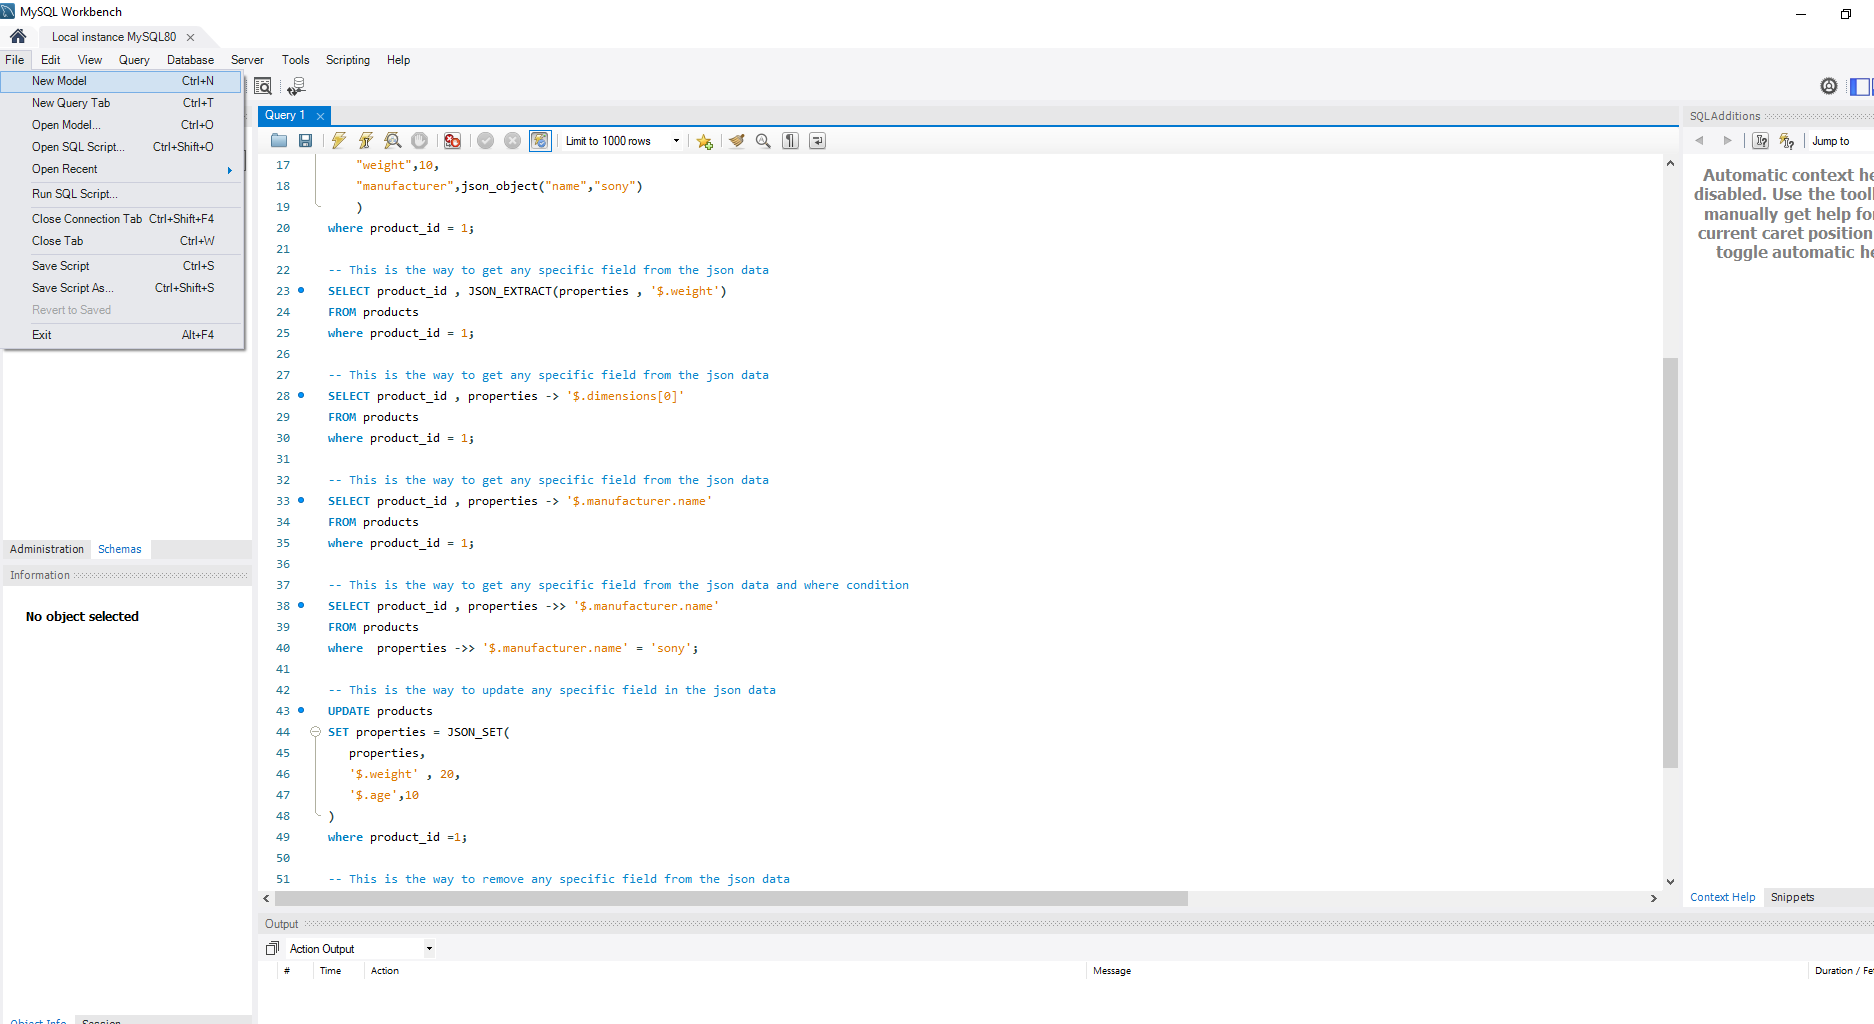 MySQL Workbench
Local instance MySQL80
File Edit View Query Database Server Tools Scripting Help
New Model Ctrl+N
New Query Tab Ctrl+T
Open Model... Ctrl+O
Open SQL Script... Ctrl+Shift+O
Open Recent
Run SQL Script...
Close Connection Tab Ctrl+Shift+F4
Close Tab Ctrl+W
Save Script Ctrl+S
Save Script As... Ctrl+Shift+S
Revert to Saved
Exit Alt+F4
Administration Schemas
Information
No object selected
Object Info Session
Query 1
Limit to 1000 rows
17 "weight",10,
18 "manufacturer",json_object("name","sony")
19 )
20 where product_id = 1;
21
22 -- This is the way to get any specific field from the json data
23 SELECT product_id , JSON_EXTRACT(properties , '$.weight')
24 FROM products
25 where product_id = 1;
26
27 -- This is the way to get any specific field from the json data
28 SELECT product_id , properties -> '$.dimensions[0]'
29 FROM products
30 where product_id = 1;
31
32 -- This is the way to get any specific field from the json data
33 SELECT product_id , properties -> '$.manufacturer.name'
34 FROM products
35 where product_id = 1;
36
37 -- This is the way to get any specific field from the json data and where condition
38 SELECT product_id , properties ->> '$.manufacturer.name'
39 FROM products
40 where  properties ->> '$.manufacturer.name' = 'sony';
41
42 -- This is the way to update any specific field in the json data
43 UPDATE products
44 SET properties = JSON_SET(
45 properties,
46 '$.weight' , 20,
47 '$.age',10
48 )
49 where product_id =1;
50
51 -- This is the way to remove any specific field from the json data
Output
Action Output
# Time Action Message Duration / Fe
SQLAdditions
Jump to
Automatic context he
disabled. Use the tool
manually get help fo
current caret position
toggle automatic he
Context Help Snippets